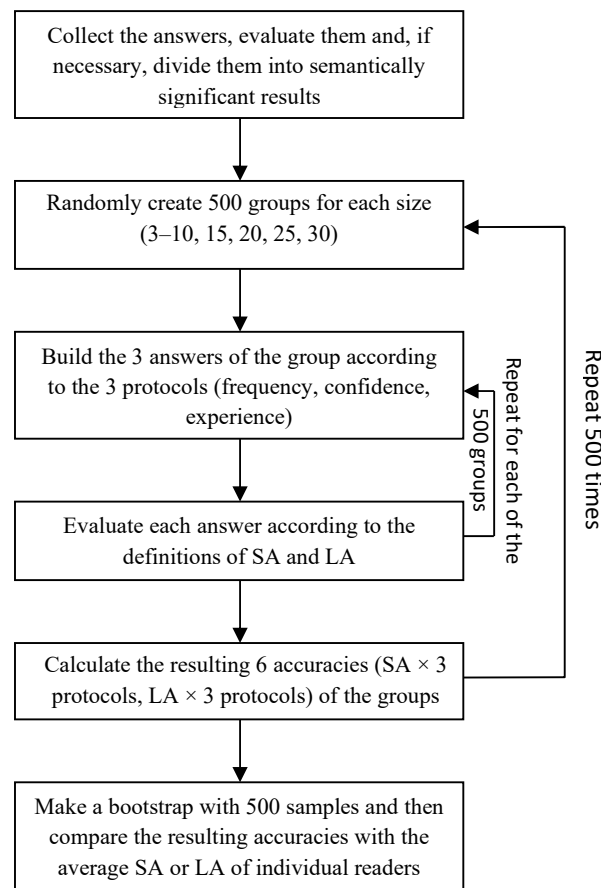 Collect the answers, evaluate them and, if
necessary, divide them into semantically
significant results
Randomly create 500 groups for each size
(3–10, 15, 20, 25, 30)
Build the 3 answers of the group according
to the 3 protocols (frequency, confidence,
experience)
Repeat for each of the
500 groups
Repeat 500 times
Evaluate each answer according to the
definitions of SA and LA
Calculate the resulting 6 accuracies (SA × 3
protocols, LA × 3 protocols) of the groups
Make a bootstrap with 500 samples and then
compare the resulting accuracies with the
average SA or LA of individual readers